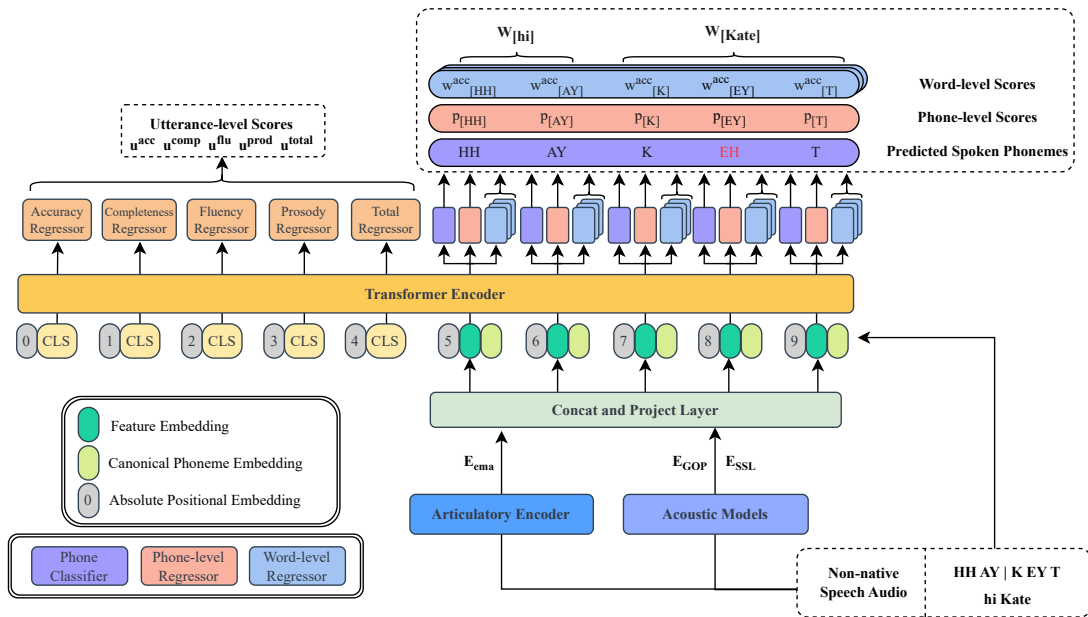 W[hi] W[Kate]
w^acc[HH] w^acc[AY] w^acc[K] w^acc[EY] w^acc[T] Word-level Scores
p[HH] p[AY] p[K] p[EY] p[T] Phone-level Scores
HH AY K EH T Predicted Spoken Phonemes
Utterance-level Scores
u^acc u^comp u^flu u^prod u^total
Accuracy Regressor
Completeness Regressor
Fluency Regressor
Prosody Regressor
Total Regressor
Transformer Encoder
0 CLS 1 CLS 2 CLS 3 CLS 4 CLS 5 6 7 8 9
Concat and Project Layer
E_ema E_GOP E_SSL
Articulatory Encoder Acoustic Models
Feature Embedding
Canonical Phoneme Embedding
0 Absolute Positional Embedding
Phone Classifier
Phone-level Regressor
Word-level Regressor
Non-native
Speech Audio
HH AY | K EY T
hi Kate